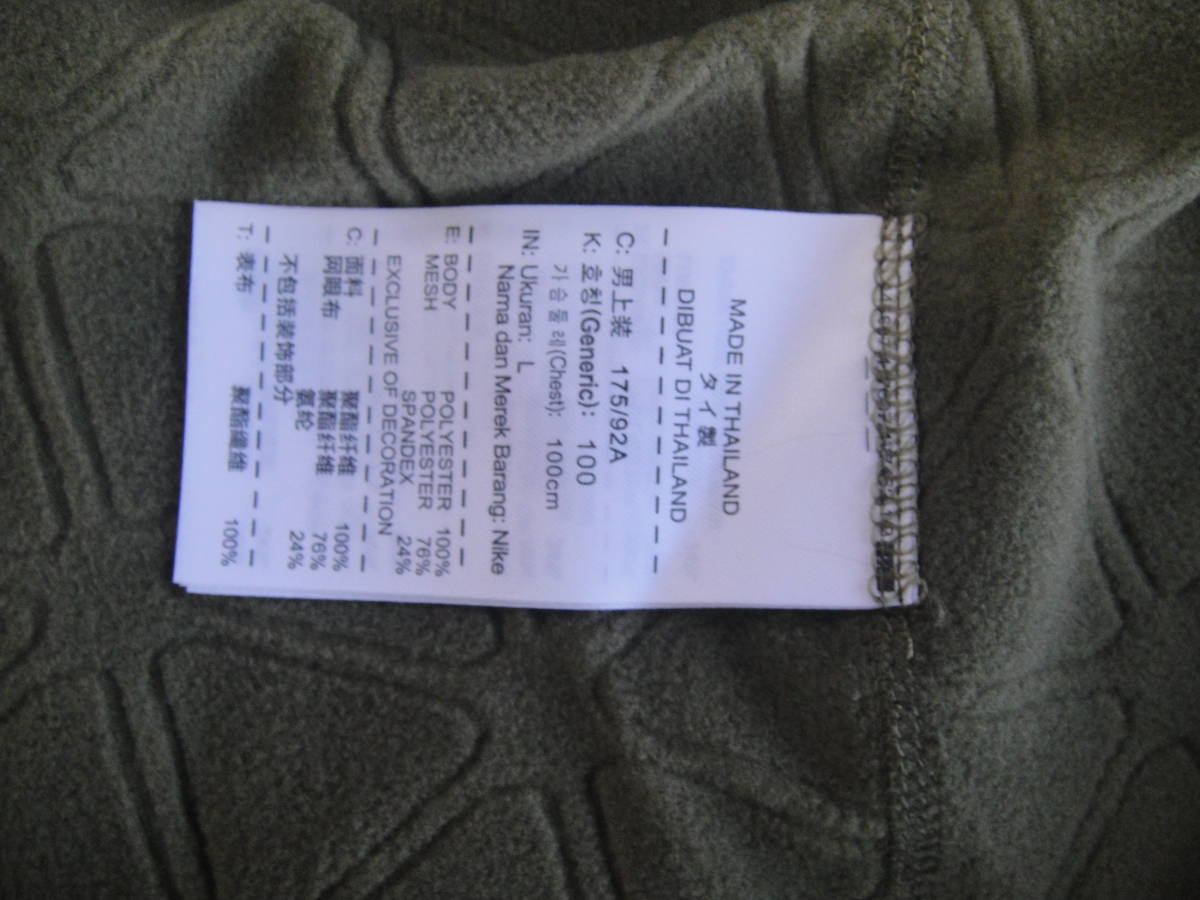 MADE IN THAILAND
タイ製
DIBUAT DI THAILAND
C: 男上装 175/92A
K: 호칭(Generic): 100
가슴둘레(Chest): 100cm
IN: Ukuran: L
Nama dan Merek Barang: Nike
E: BODY POLYESTER 100%
MESH POLYESTER 76%
SPANDEX 24%
EXCLUSIVE OF DECORATION
C: 面料 聚酯纤维 100%
网眼布 聚酯纤维 76%
氨纶 24%
不包括装饰部分
T: 表布 聚酯纖維 100%